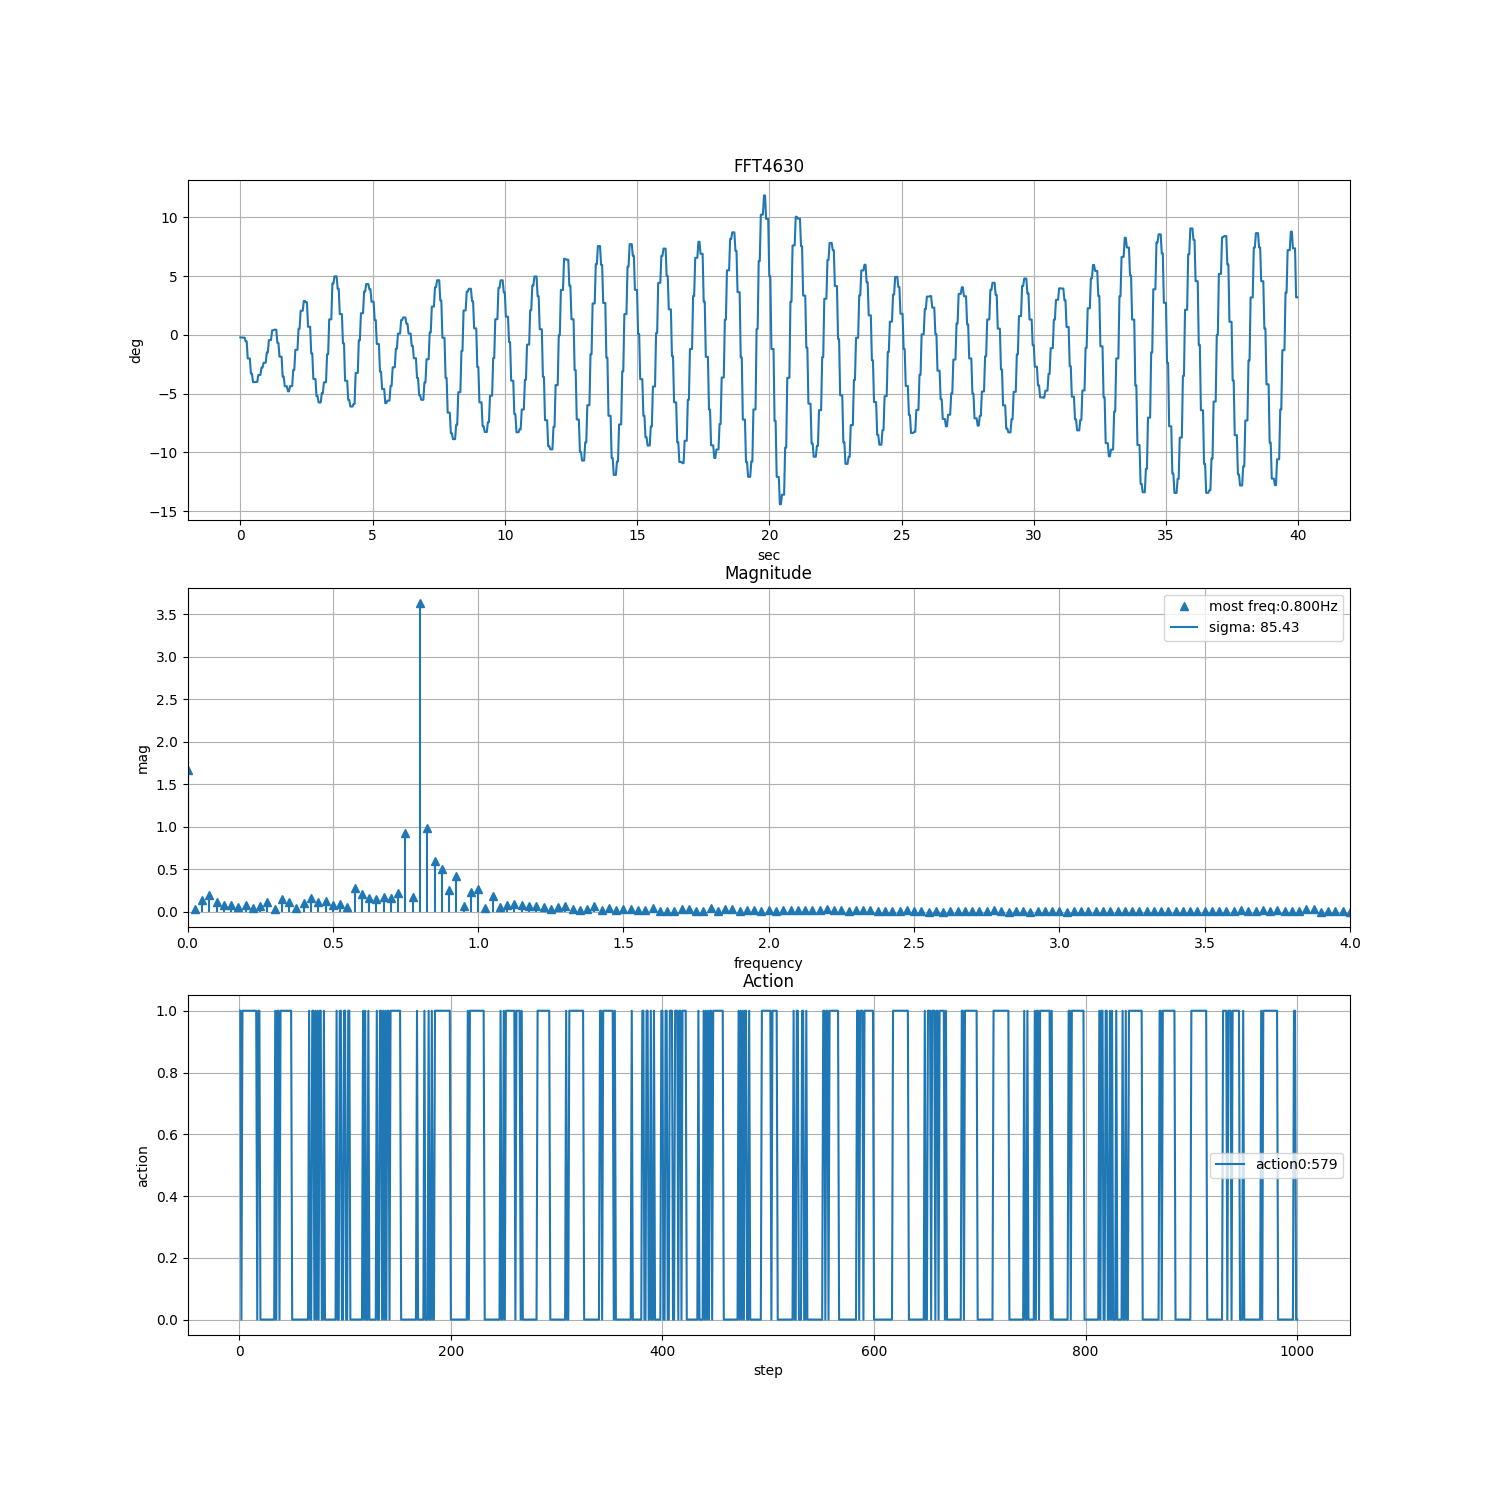 FFT4630
10
5
0
−5
−10
−15
deg
0 5 10 15 20 25 30 35 40
sec
Magnitude
3.5
3.0
2.5
2.0
1.5
1.0
0.5
0.0
mag
most freq:0.800Hz
sigma: 85.43
0.0 0.5 1.0 1.5 2.0 2.5 3.0 3.5 4.0
frequency
Action
1.0
0.8
0.6
0.4
0.2
0.0
action
action0:579
0 200 400 600 800 1000
step